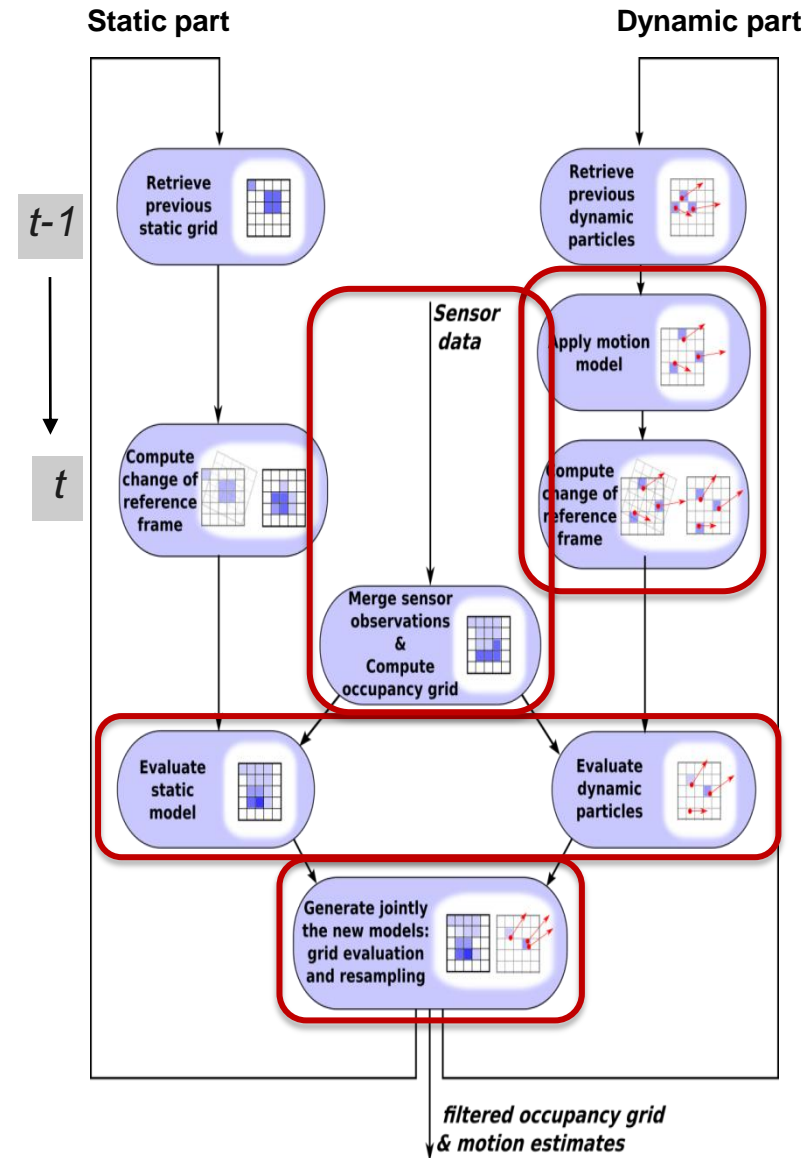 Static part
Dynamic part
Retrieve
previous
static grid
Retrieve
previous
dynamic
particles
t-1
Sensor
data
Apply motion
model
t
Compute
change of
reference
frame
Compute
change of
reference
frame
Merge sensor
observations
&
Compute
occupancy grid
Evaluate
static
model
Evaluate
dynamic
particles
Generate jointly
the new models:
grid evaluation
and resampling
filtered occupancy grid
& motion estimates